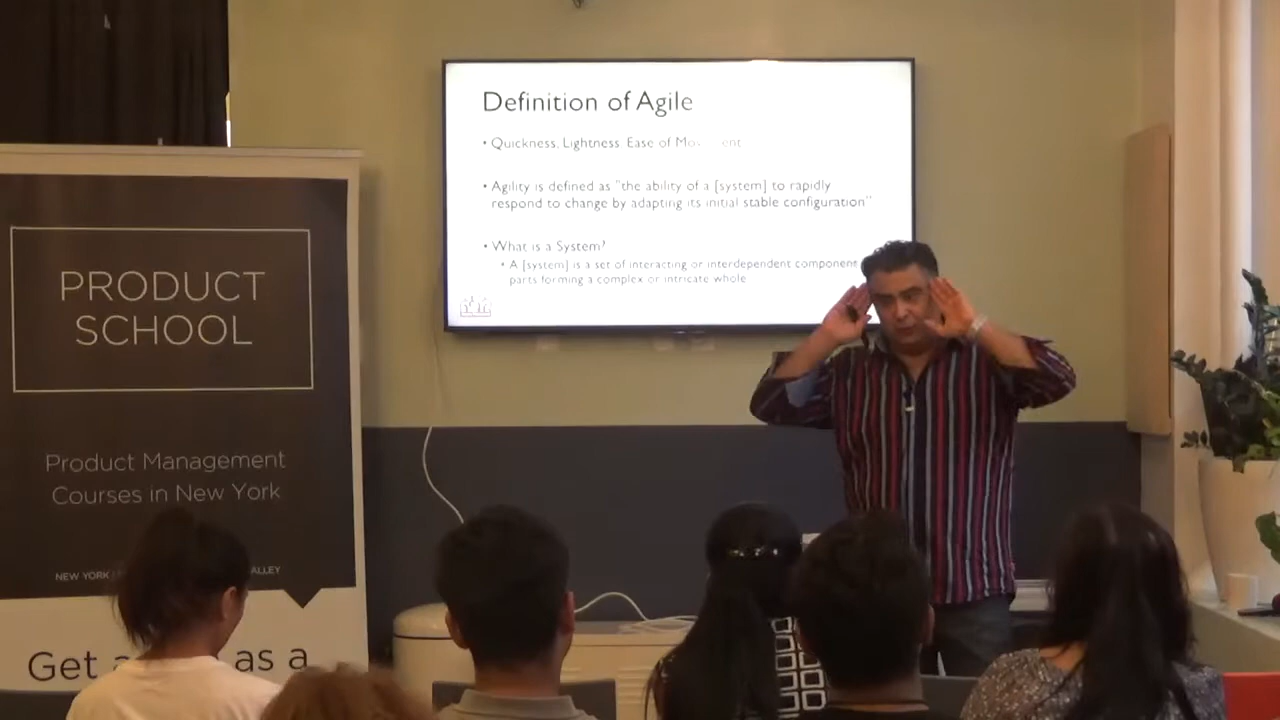 Definition of Agile
• Quickness, Lightness Ease of
• Agility is defined as "the ability of a [system] to rapidly
respond to change by adapting its initial stable configuration"
• What is a System?
• A [system] is a set of interacting or interdependent component
parts forming a complex or intricate whole
PRODUCT
SCHOOL
Product Management
Courses in New York
NEW YORK
Get as a